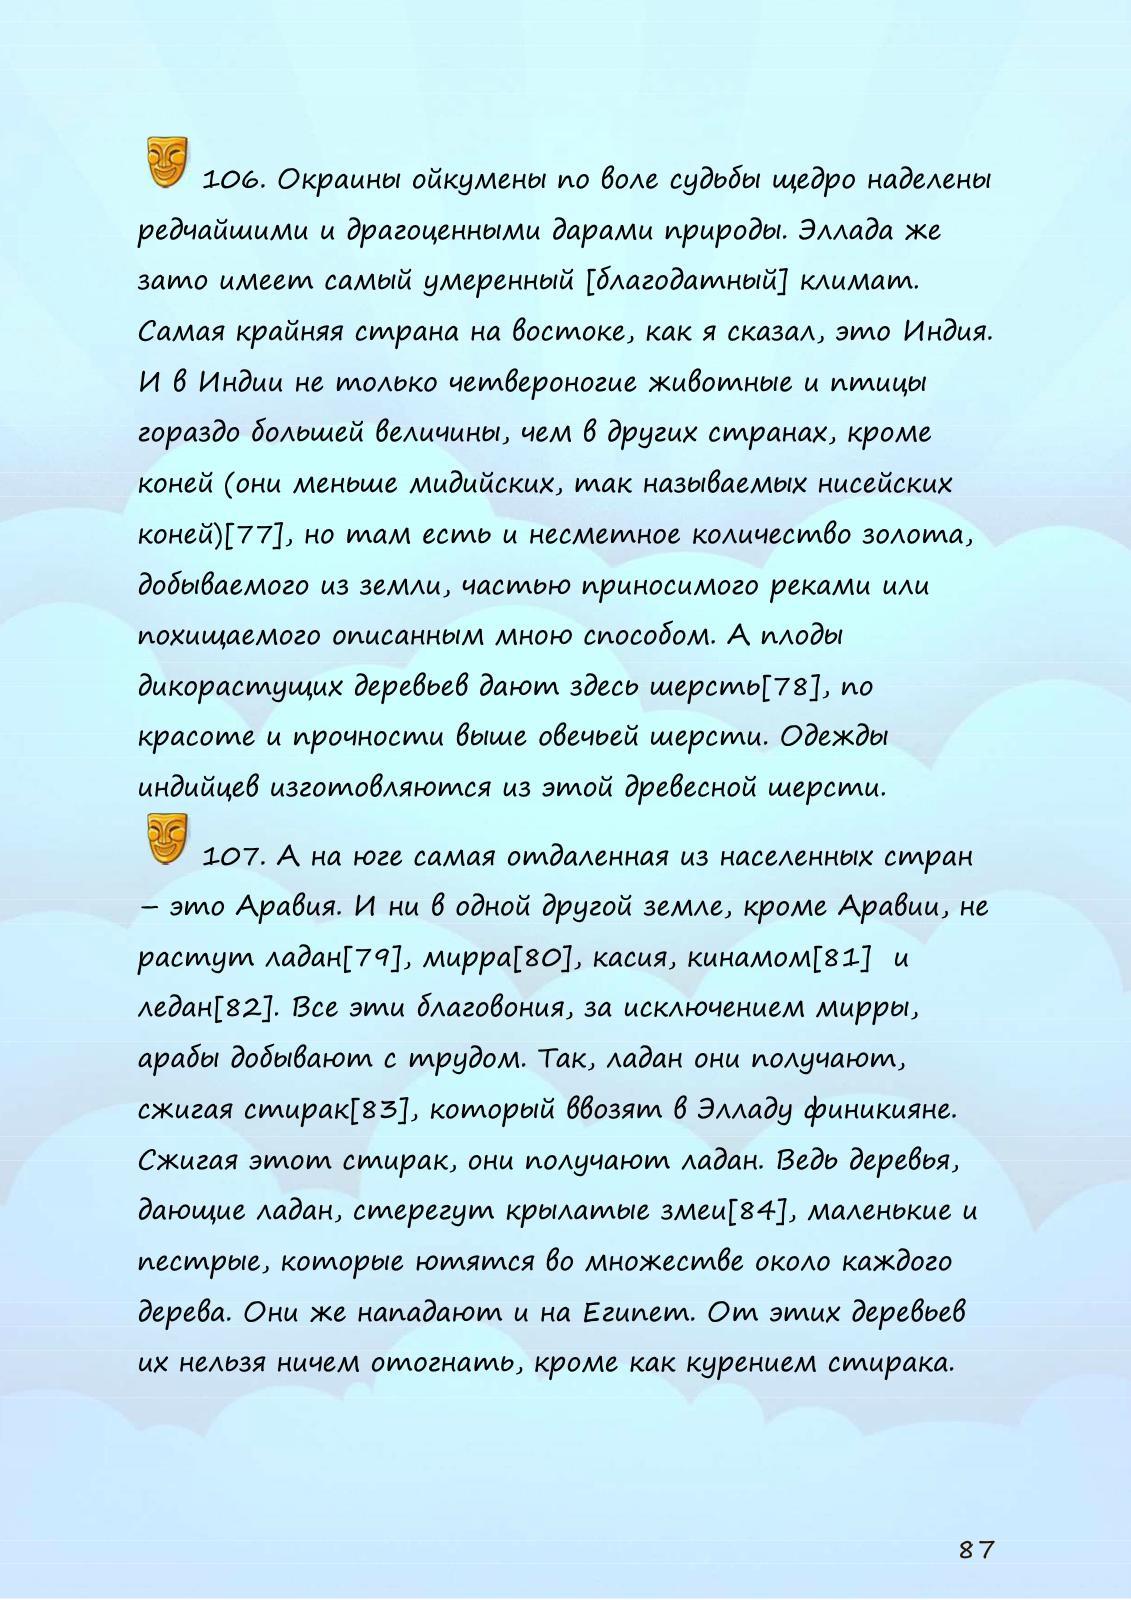 106. Окраины ойкумены по воле судьбы щедро наделены
редчайшими и драгоценными дарами природы. Эллада же
зато имеет самый умеренный [благодатный] климат.
Самая крайняя страна на востоке, как я сказал, это Индия.
И в Индии не только четвероногие животные и птицы
гораздо большей величины, чем в других странах, кроме
коней (они меньше мидийских, так называемых нисейских
коней)[77], но там есть и несметное количество золота,
добываемого из земли, частью приносимого реками или
похищаемого описанным мною способом. А плоды
дикорастущих деревьев дают здесь шерсть[78], по
красоте и прочности выше овечьей шерсти. Одежды
индийцев изготовляются из этой древесной шерсти.
107. А на юге самая отдаленная из населенных стран
– это Аравия. И ни в одной другой земле, кроме Аравии, не
растут ладан[79], мирра[80], касия, кинамом[81] и
ледан[82]. Все эти благовония, за исключением мирры,
арабы добывают с трудом. Так, ладан они получают,
сжигая стирак[83], который ввозят в Элладу финикияне.
Сжигая этот стирак, они получают ладан. Ведь деревья,
дающие ладан, стерегут крылатые змеи[84], маленькие и
пестрые, которые ютятся во множестве около каждого
дерева. Они же нападают и на Египет. От этих деревьев
их нельзя ничем отогнать, кроме как курением стирака.
87